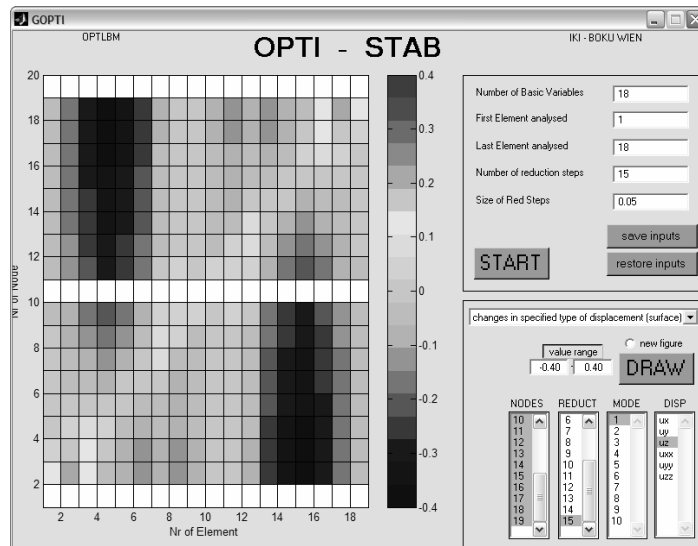 GOPTI
OPTLBM
OPTI - STAB
IKI - BOKU WIEN
20
18
16
14
12
10
8
6
4
2
Nr of Node
2 4 6 8 10 12 14 16 18
Nr of Element
0.4
0.3
0.2
0.1
0
-0.1
-0.2
-0.3
-0.4
Number of Basic Variables 18
First Element analysed 1
Last Element analysed 18
Number of reduction steps 15
Size of Red Steps 0.05
save inputs
START
restore inputs
changes in specified type of displacement (surface)
new figure
value range
-0.40 0.40
DRAW
NODES REDUCT MODE DISP
10 6 1 ux
11 7 2 uy
12 8 3 uz
13 9 4 uxx
14 10 5 uyy
15 11 6 uzz
16 12 7
17 13 8
18 14 9
19 15 10